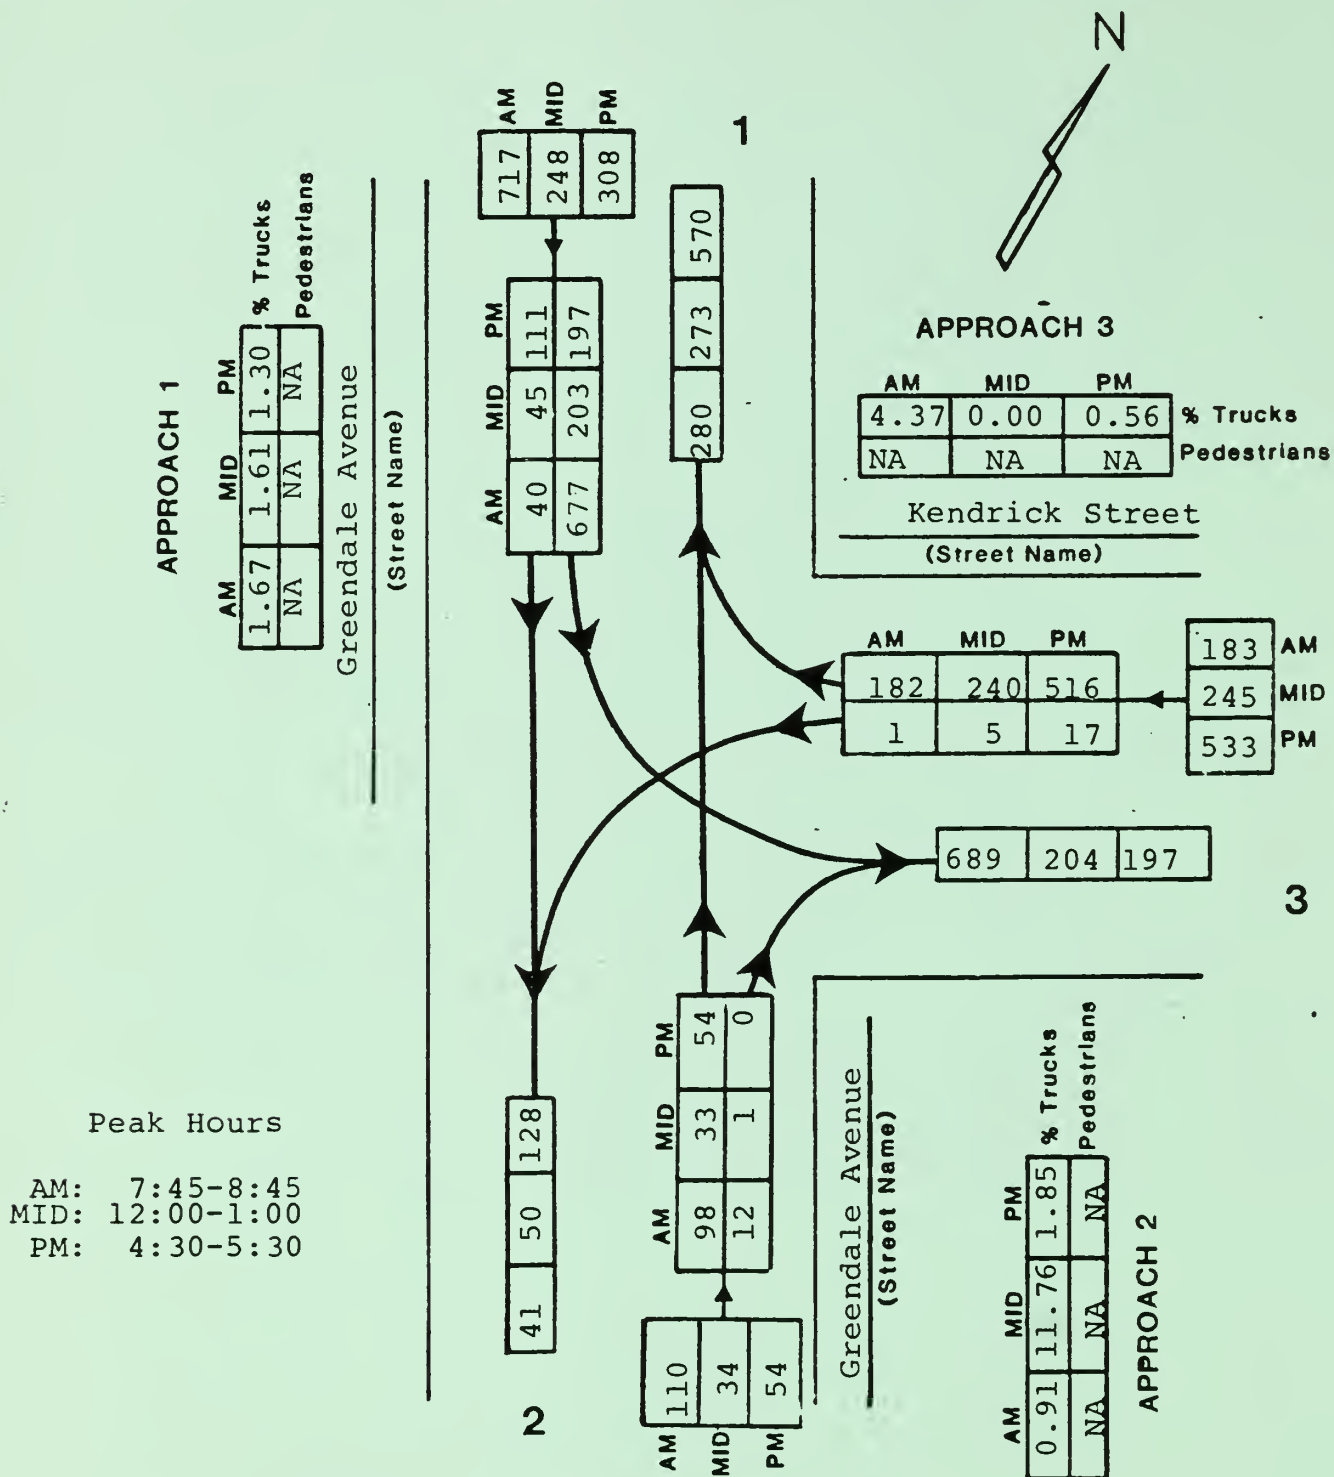 N
1
AM MID PM
717 248 308
PM 111 197
MID 45 203
AM 40 677
570
273
280
APPROACH 1
AM MID PM
1.67 1.61 1.30 % Trucks
NA NA NA Pedestrians
Greendale Avenue
(Street Name)
APPROACH 3
AM MID PM
4.37 0.00 0.56 % Trucks
NA NA NA Pedestrians
Kendrick Street
(Street Name)
AM MID PM
182 240 516
1 5 17
183 AM
245 MID
533 PM
689 204 197
3
PM 54 0
MID 33 1
AM 98 12
128
50
41
2
110 34 54
AM MID PM
Greendale Avenue
(Street Name)
AM MID PM
0.91 11.76 1.85 % Trucks
NA NA NA Pedestrians
APPROACH 2
Peak Hours
AM: 7:45-8:45
MID: 12:00-1:00
PM: 4:30-5:30